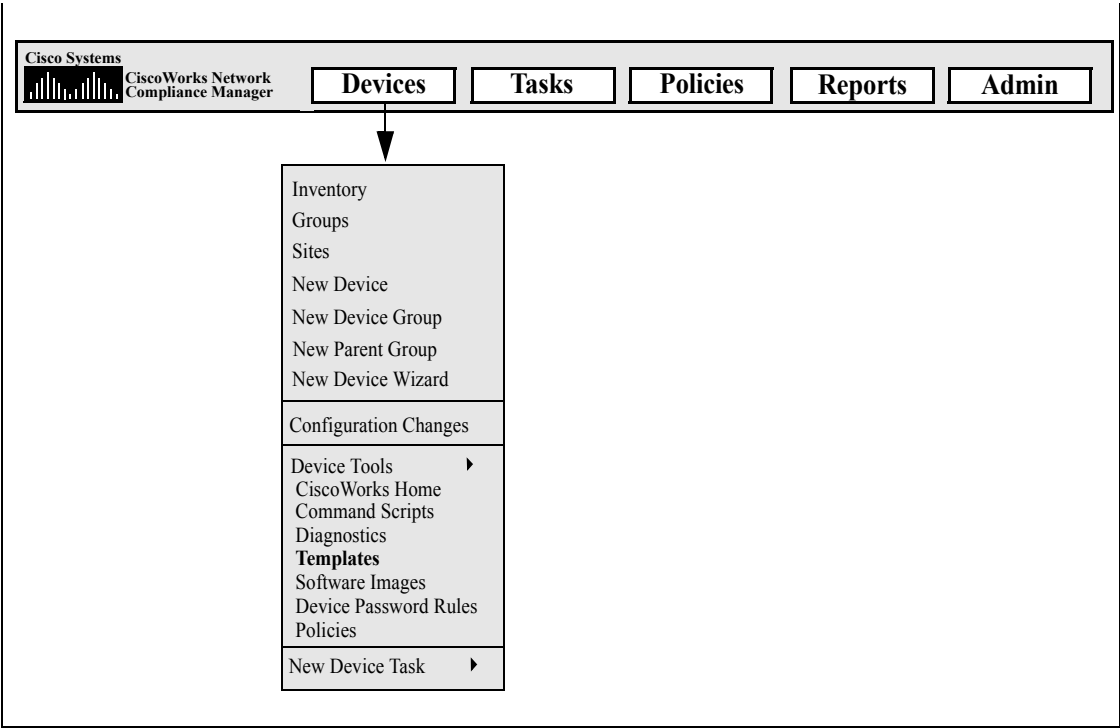 Cisco Systems
CiscoWorks Network
Compliance Manager
Devices
Tasks
Policies
Reports
Admin
Inventory
Groups
Sites
New Device
New Device Group
New Parent Group
New Device Wizard
Configuration Changes
Device Tools
CiscoWorks Home
Command Scripts
Diagnostics
Templates
Software Images
Device Password Rules
Policies
New Device Task